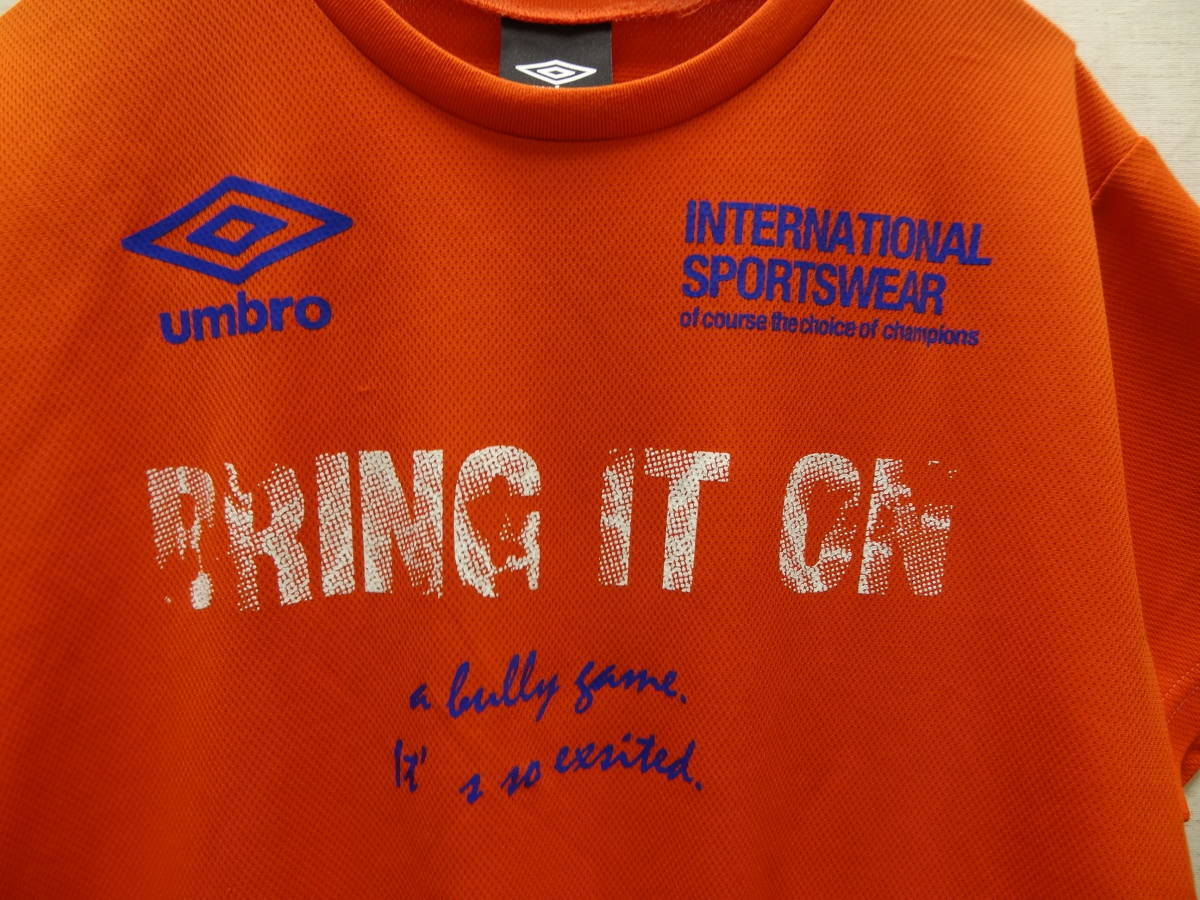 umbro
INTERNATIONAL
SPORTSWEAR
of course the choice of champions
BRING IT ON
a bully game.
It's so exsited.